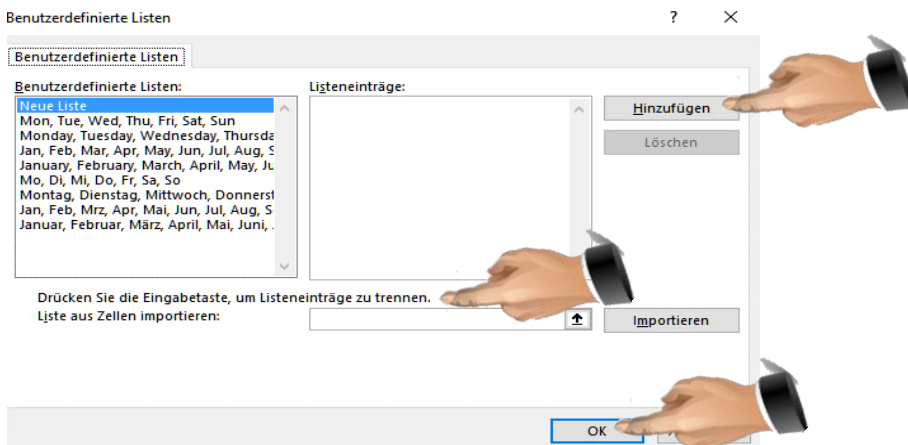 Benutzerdefinierte Listen ?
Benutzerdefinierte Listen
Benutzerdefinierte Listen:
Listeneinträge:
Neue Liste
Mon, Tue, Wed, Thu, Fri, Sat, Sun
Monday, Tuesday, Wednesday, Thursda
Jan, Feb, Mar, Apr, May, Jun, Jul, Aug, S
January, February, March, April, May, Ju
Mo, Di, Mi, Do, Fr, Sa, So
Montag, Dienstag, Mittwoch, Donnerst
Jan, Feb, Mrz, Apr, Mai, Jun, Jul, Aug, S
Januar, Februar, März, April, Mai, Juni, .
Hinzufügen
Löschen
Drücken Sie die Eingabetaste, um Listeneinträge zu trennen.
Liste aus Zellen importieren:
Importieren
OK